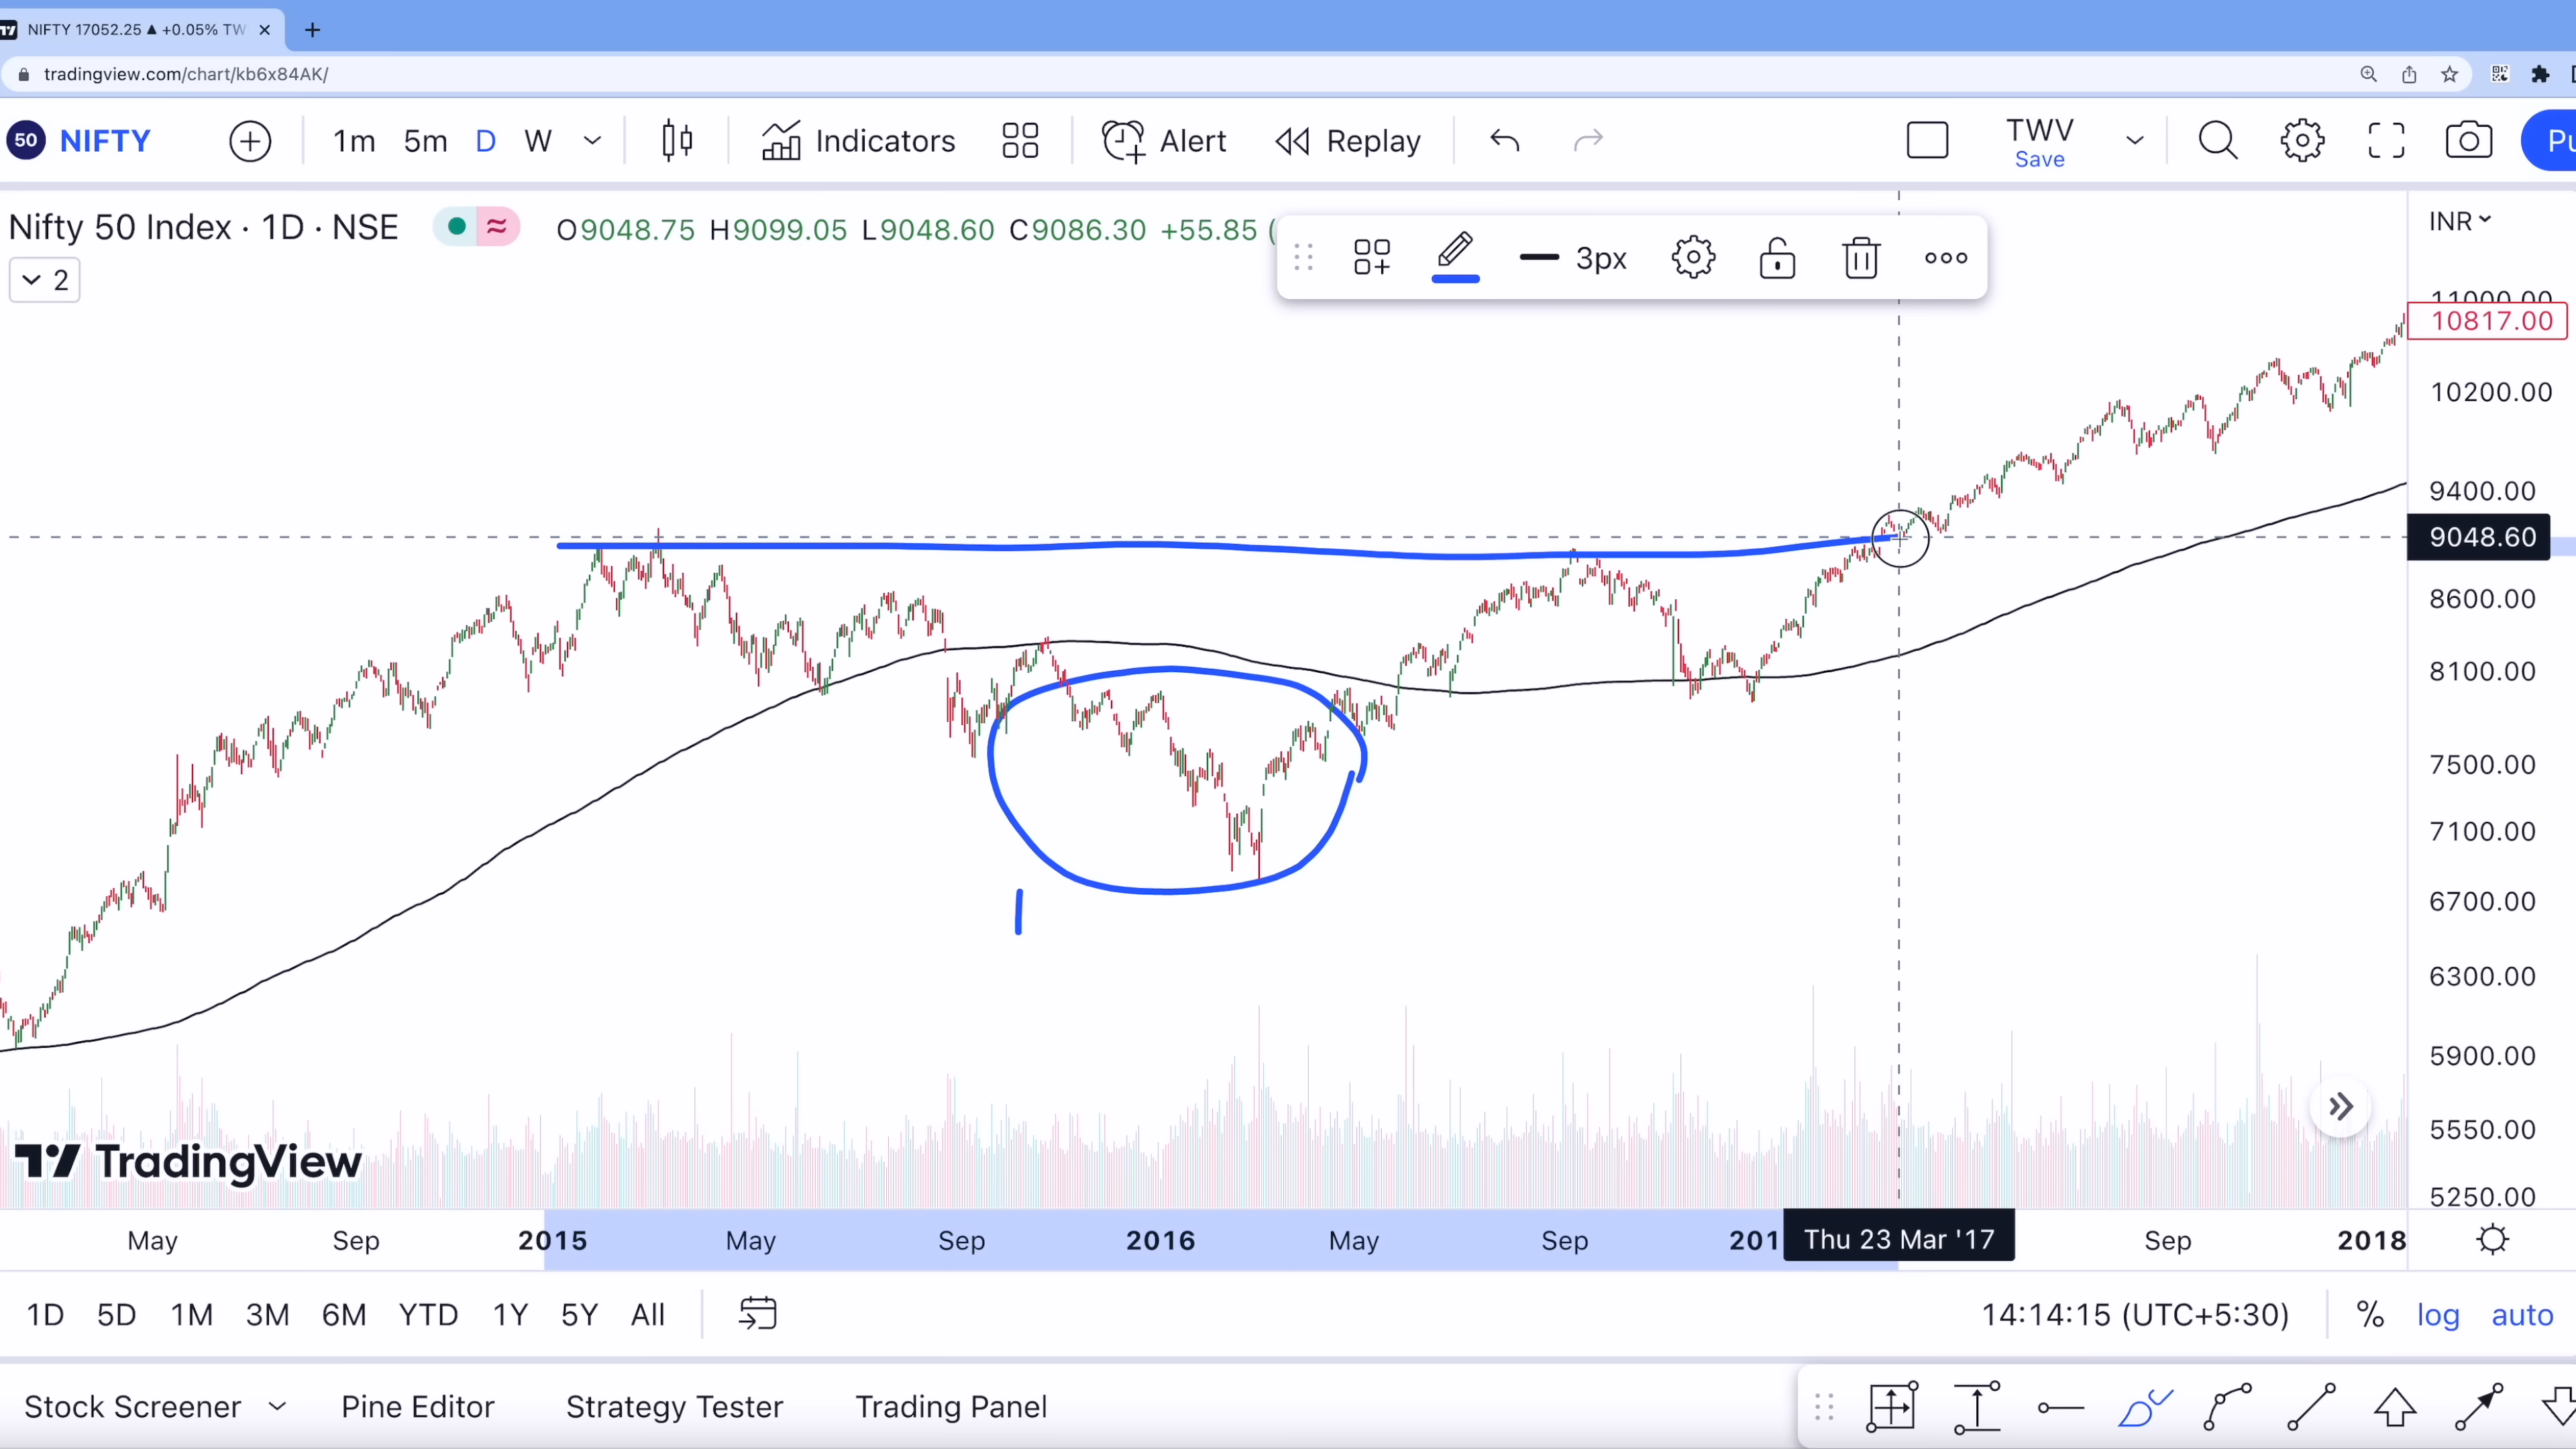 NIFTY 17052.25 ▲ +0.05% TW
tradingview.com/chart/kb6x84AK/
50 NIFTY 1m 5m D W Indicators Alert Replay TWV Save Pu
Nifty 50 Index · 1D · NSE O9048.75 H9099.05 L9048.60 C9086.30 +55.85 (
INR
3px
2
11000.00
10817.00
10200.00
9400.00
9048.60
8600.00
8100.00
7500.00
7100.00
6700.00
6300.00
5900.00
5550.00
TradingView
5250.00
May Sep 2015 May Sep 2016 May Sep 201 Thu 23 Mar '17 Sep 2018
1D 5D 1M 3M 6M YTD 1Y 5Y All 14:14:15 (UTC+5:30) % log auto
Stock Screener Pine Editor Strategy Tester Trading Panel